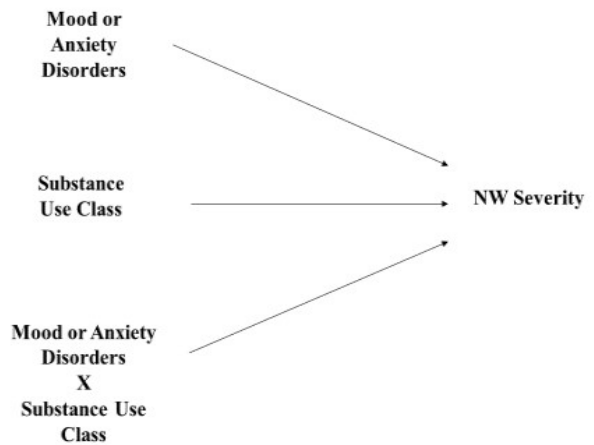 Mood or
Anxiety
Disorders
Substance
Use Class
NW Severity
Mood or Anxiety
Disorders
X
Substance Use
Class